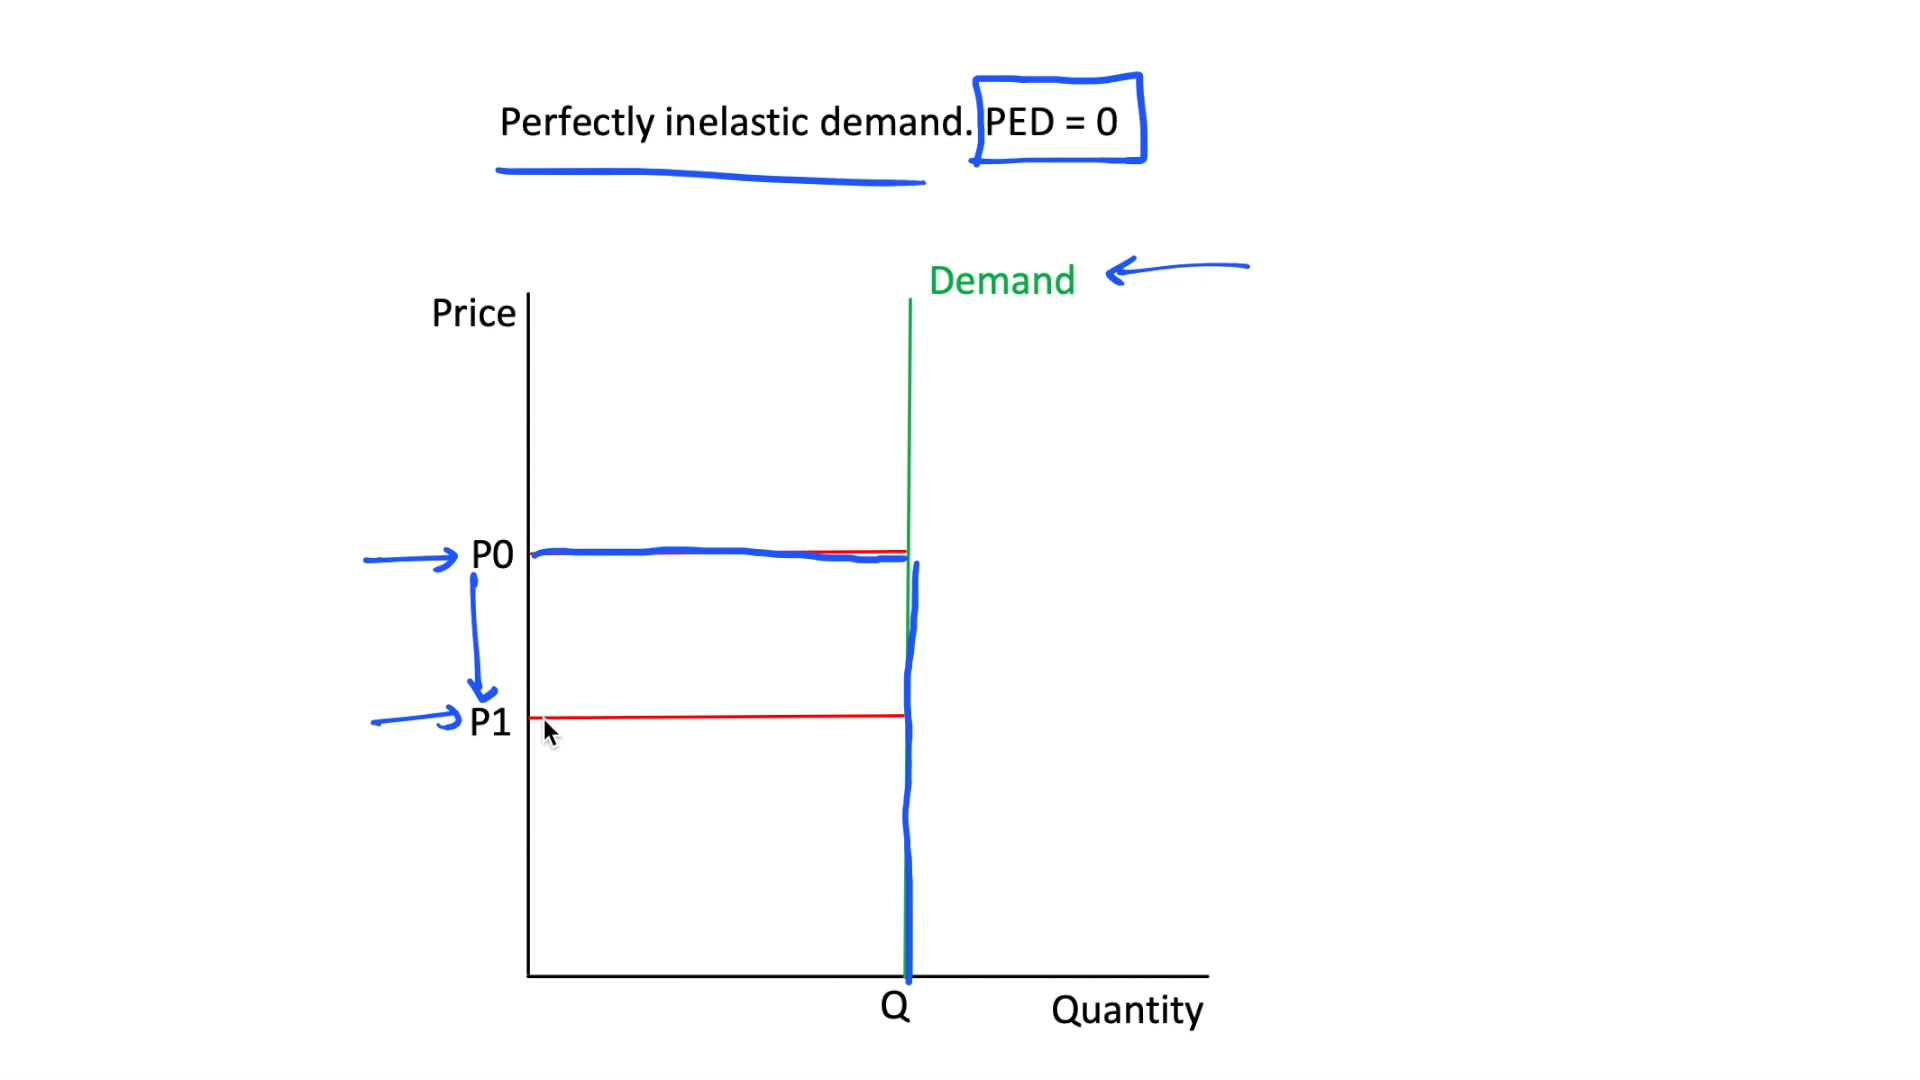 Perfectly inelastic demand. PED = 0
Demand
Price
P0
P1
Q
Quantity